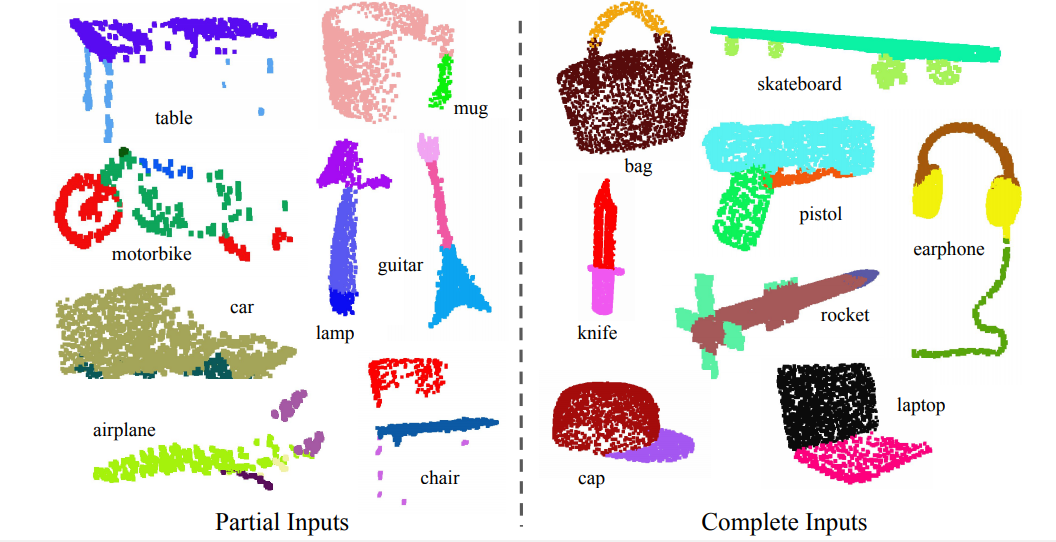 table
mug
motorbike
guitar
car
lamp
airplane
chair
Partial Inputs
skateboard
bag
pistol
earphone
knife
rocket
laptop
cap
Complete Inputs